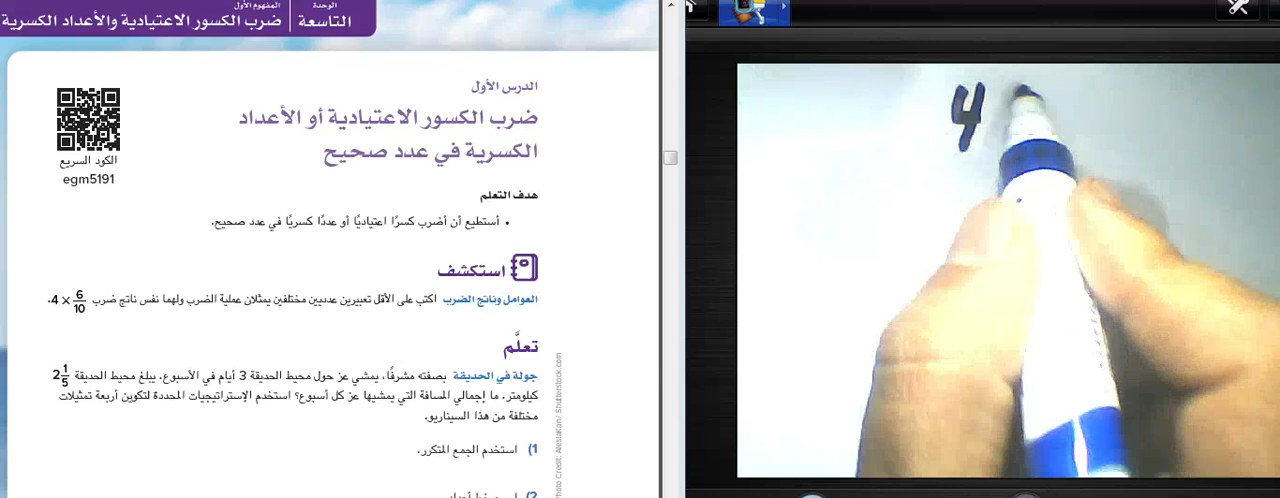 الوحدة
التاسعة
المفهوم الأول
ضرب الكسور الاعتيادية والأعداد الكسرية
الكود السريع
egm5191
الدرس الأول
ضرب الكسور الاعتيادية أو الأعداد
الكسرية في عدد صحيح
هدف التعلم
• أستطيع أن أضرب كسرًا اعتياديًا أو عددًا كسريًا في عدد صحيح.
استكشف
العوامل وناتج الضرب اكتب على الأقل تعبيرين عدديين مختلفين يمثلان عملية الضرب ولهما نفس ناتج ضرب 4 × 6/10.
تعلَّم
جولة في الحديقة بصفته مشرفًا، يمشي عز حول محيط الحديقة 3 أيام في الأسبوع. يبلغ محيط الحديقة 2 1/5
كيلومتر. ما إجمالي المسافة التي يمشيها عز كل أسبوع؟ استخدم الإستراتيجيات المحددة لتكوين أربعة تمثيلات
مختلفة من هذا السيناريو.
1) استخدم الجمع المتكرر.
Photo Credit: AlesiaKan / Shutterstock.com
4